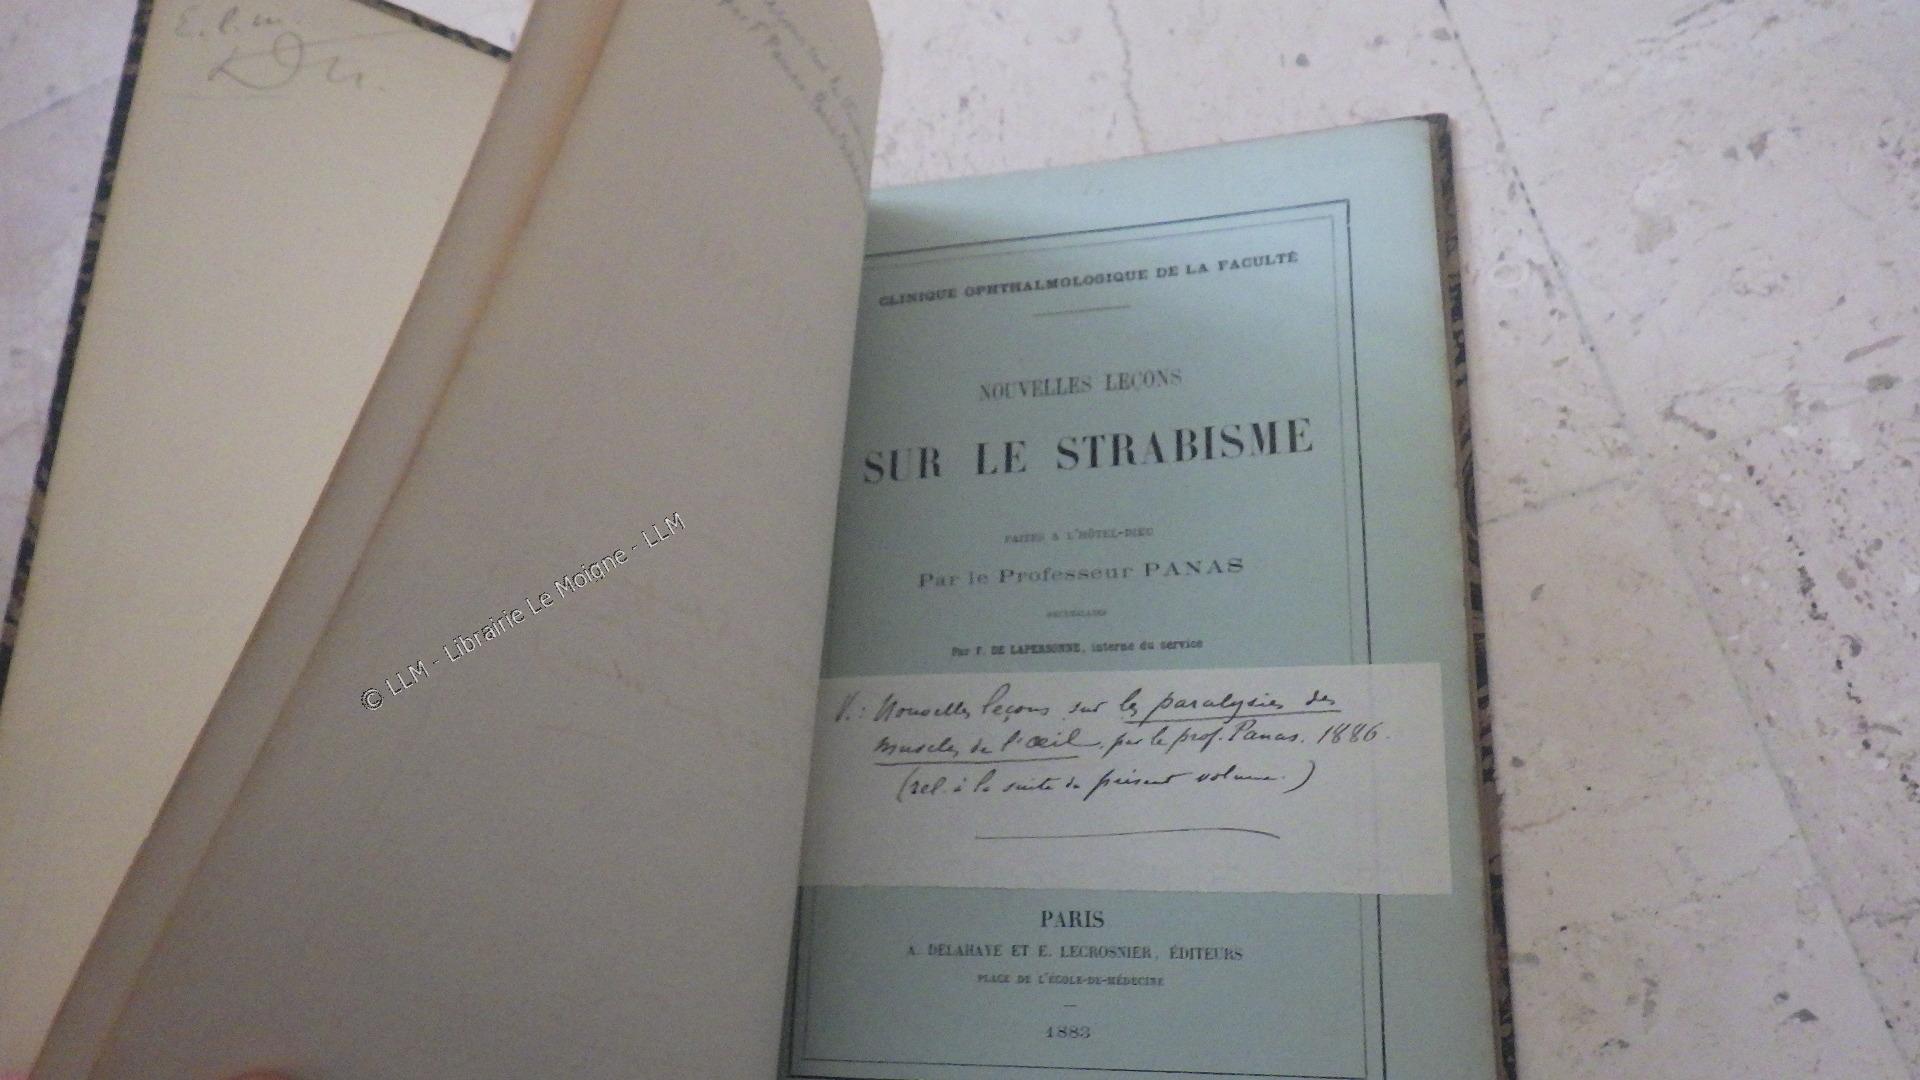 E. l. m.
© LLM - Librairie Le Moigne - LLM
CLINIQUE OPHTHALMOLOGIQUE DE LA FACULTÉ
NOUVELLES LEÇONS
SUR LE STRABISME
FAITES A L'HÔTEL-DIEU
Par le Professeur PANAS
RECUEILLIES
Par F. DE LAPERSONNE, interne du service
V. : Nouvelles leçons sur les paralysies des
muscles de l'œil, par le prof. Panas. 1886.
(rel. à la suite du présent volume.)
PARIS
A. DELAHAYE ET E. LECROSNIER, ÉDITEURS
PLACE DE L'ÉCOLE-DE-MÉDECINE
1883